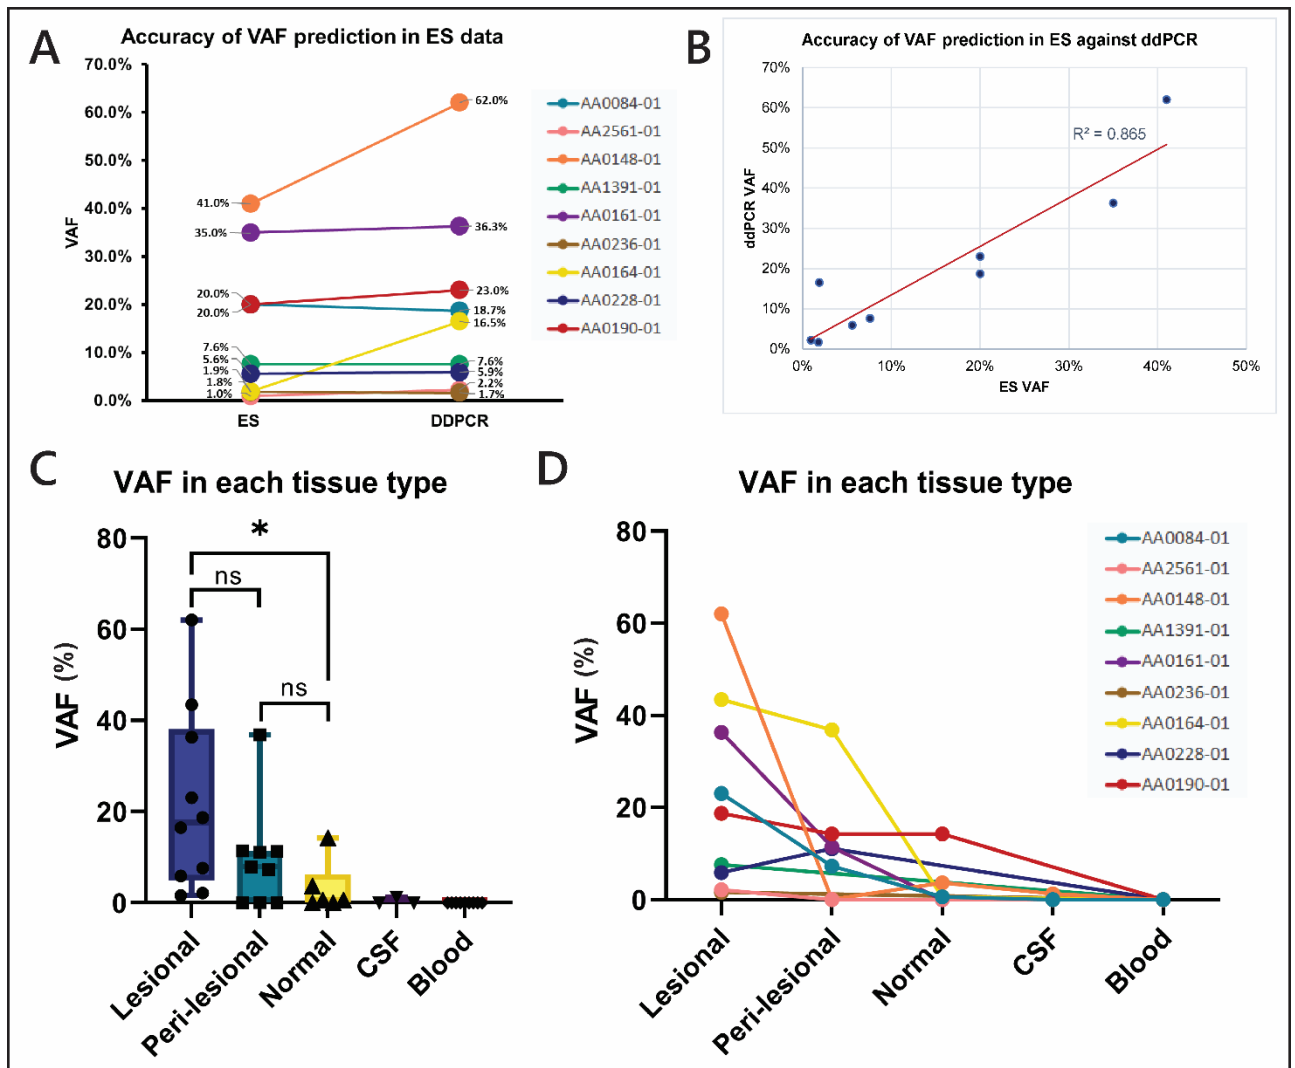 A
Accuracy of VAF prediction in ES data
70.0%
60.0%
50.0%
40.0%
30.0%
20.0%
10.0%
0.0%
VAF
41.0%
35.0%
20.0%
20.0%
7.6%
5.6%
1.9%
1.8%
1.0%
62.0%
36.3%
23.0%
18.7%
16.5%
7.6%
5.9%
2.2%
1.7%
ES
DDPCR
AA0084-01
AA2561-01
AA0148-01
AA1391-01
AA0161-01
AA0236-01
AA0164-01
AA0228-01
AA0190-01
B
Accuracy of VAF prediction in ES against ddPCR
70%
60%
50%
40%
30%
20%
10%
0%
ddPCR VAF
R² = 0.865
0%
10%
20%
30%
40%
50%
ES VAF
C
VAF in each tissue type
80
60
40
20
0
VAF (%)
*
ns
ns
Lesional
Peri-lesional
Normal
CSF
Blood
D
VAF in each tissue type
80
60
40
20
0
VAF (%)
AA0084-01
AA2561-01
AA0148-01
AA1391-01
AA0161-01
AA0236-01
AA0164-01
AA0228-01
AA0190-01
Lesional
Peri-lesional
Normal
CSF
Blood